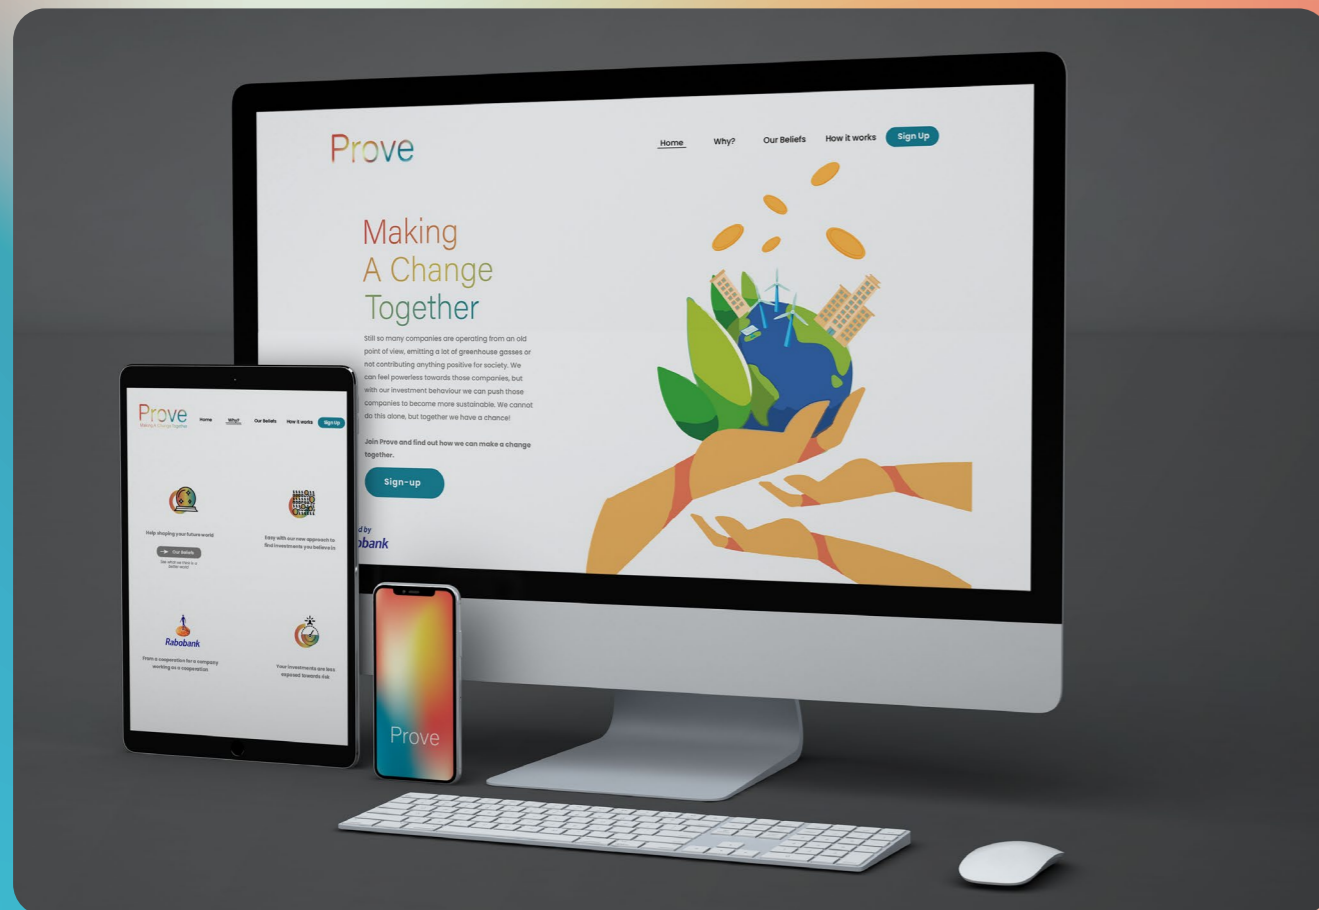 Prove
Home Why? Our Beliefs How it works Sign Up
Making
A Change
Together
Still so many companies are operating from an old
point of view, emitting a lot of greenhouse gasses or
not contributing anything positive for society. We
can feel powerless towards those companies, but
with our investment behaviour we can push those
companies to become more sustainable. We cannot
do this alone, but together we have a chance!
Join Prove and find out how we can make a change
together.
Sign-up
d by
obank
Prove
Making A Change Together
Home Why? Our Beliefs How it works Sign Up
Help shaping your future world
Our Beliefs
Easy with our new approach to
find investments you believe in
Rabobank
From a cooperation for a company
working as a cooperation
Your investments are less
exposed towards risk
Prove